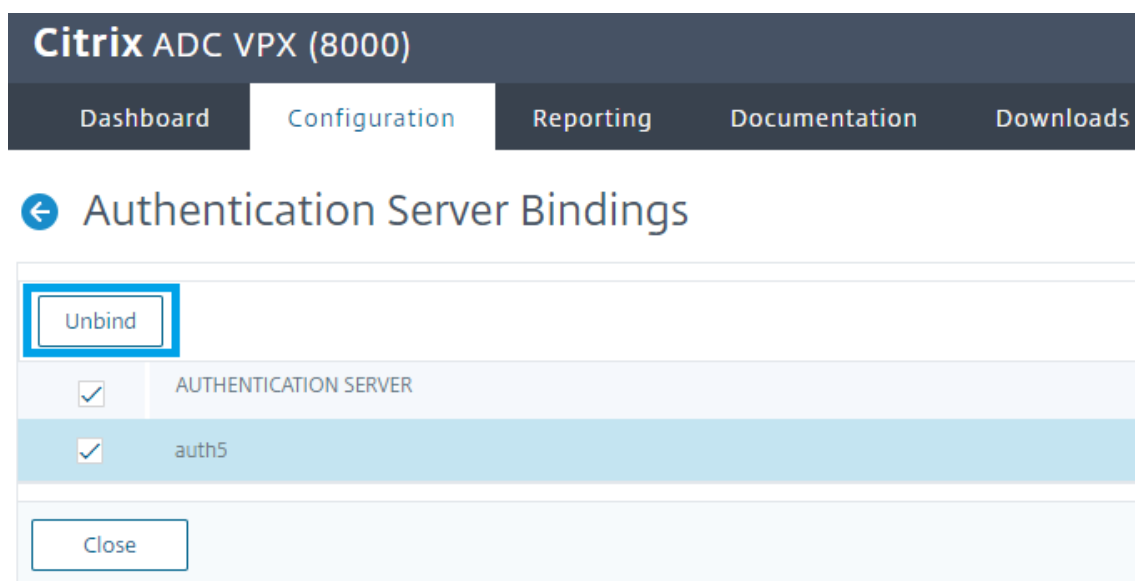 Citrix ADC VPX (8000)
Dashboard Configuration Reporting Documentation Downloads
Authentication Server Bindings
Unbind
AUTHENTICATION SERVER
auth5
Close